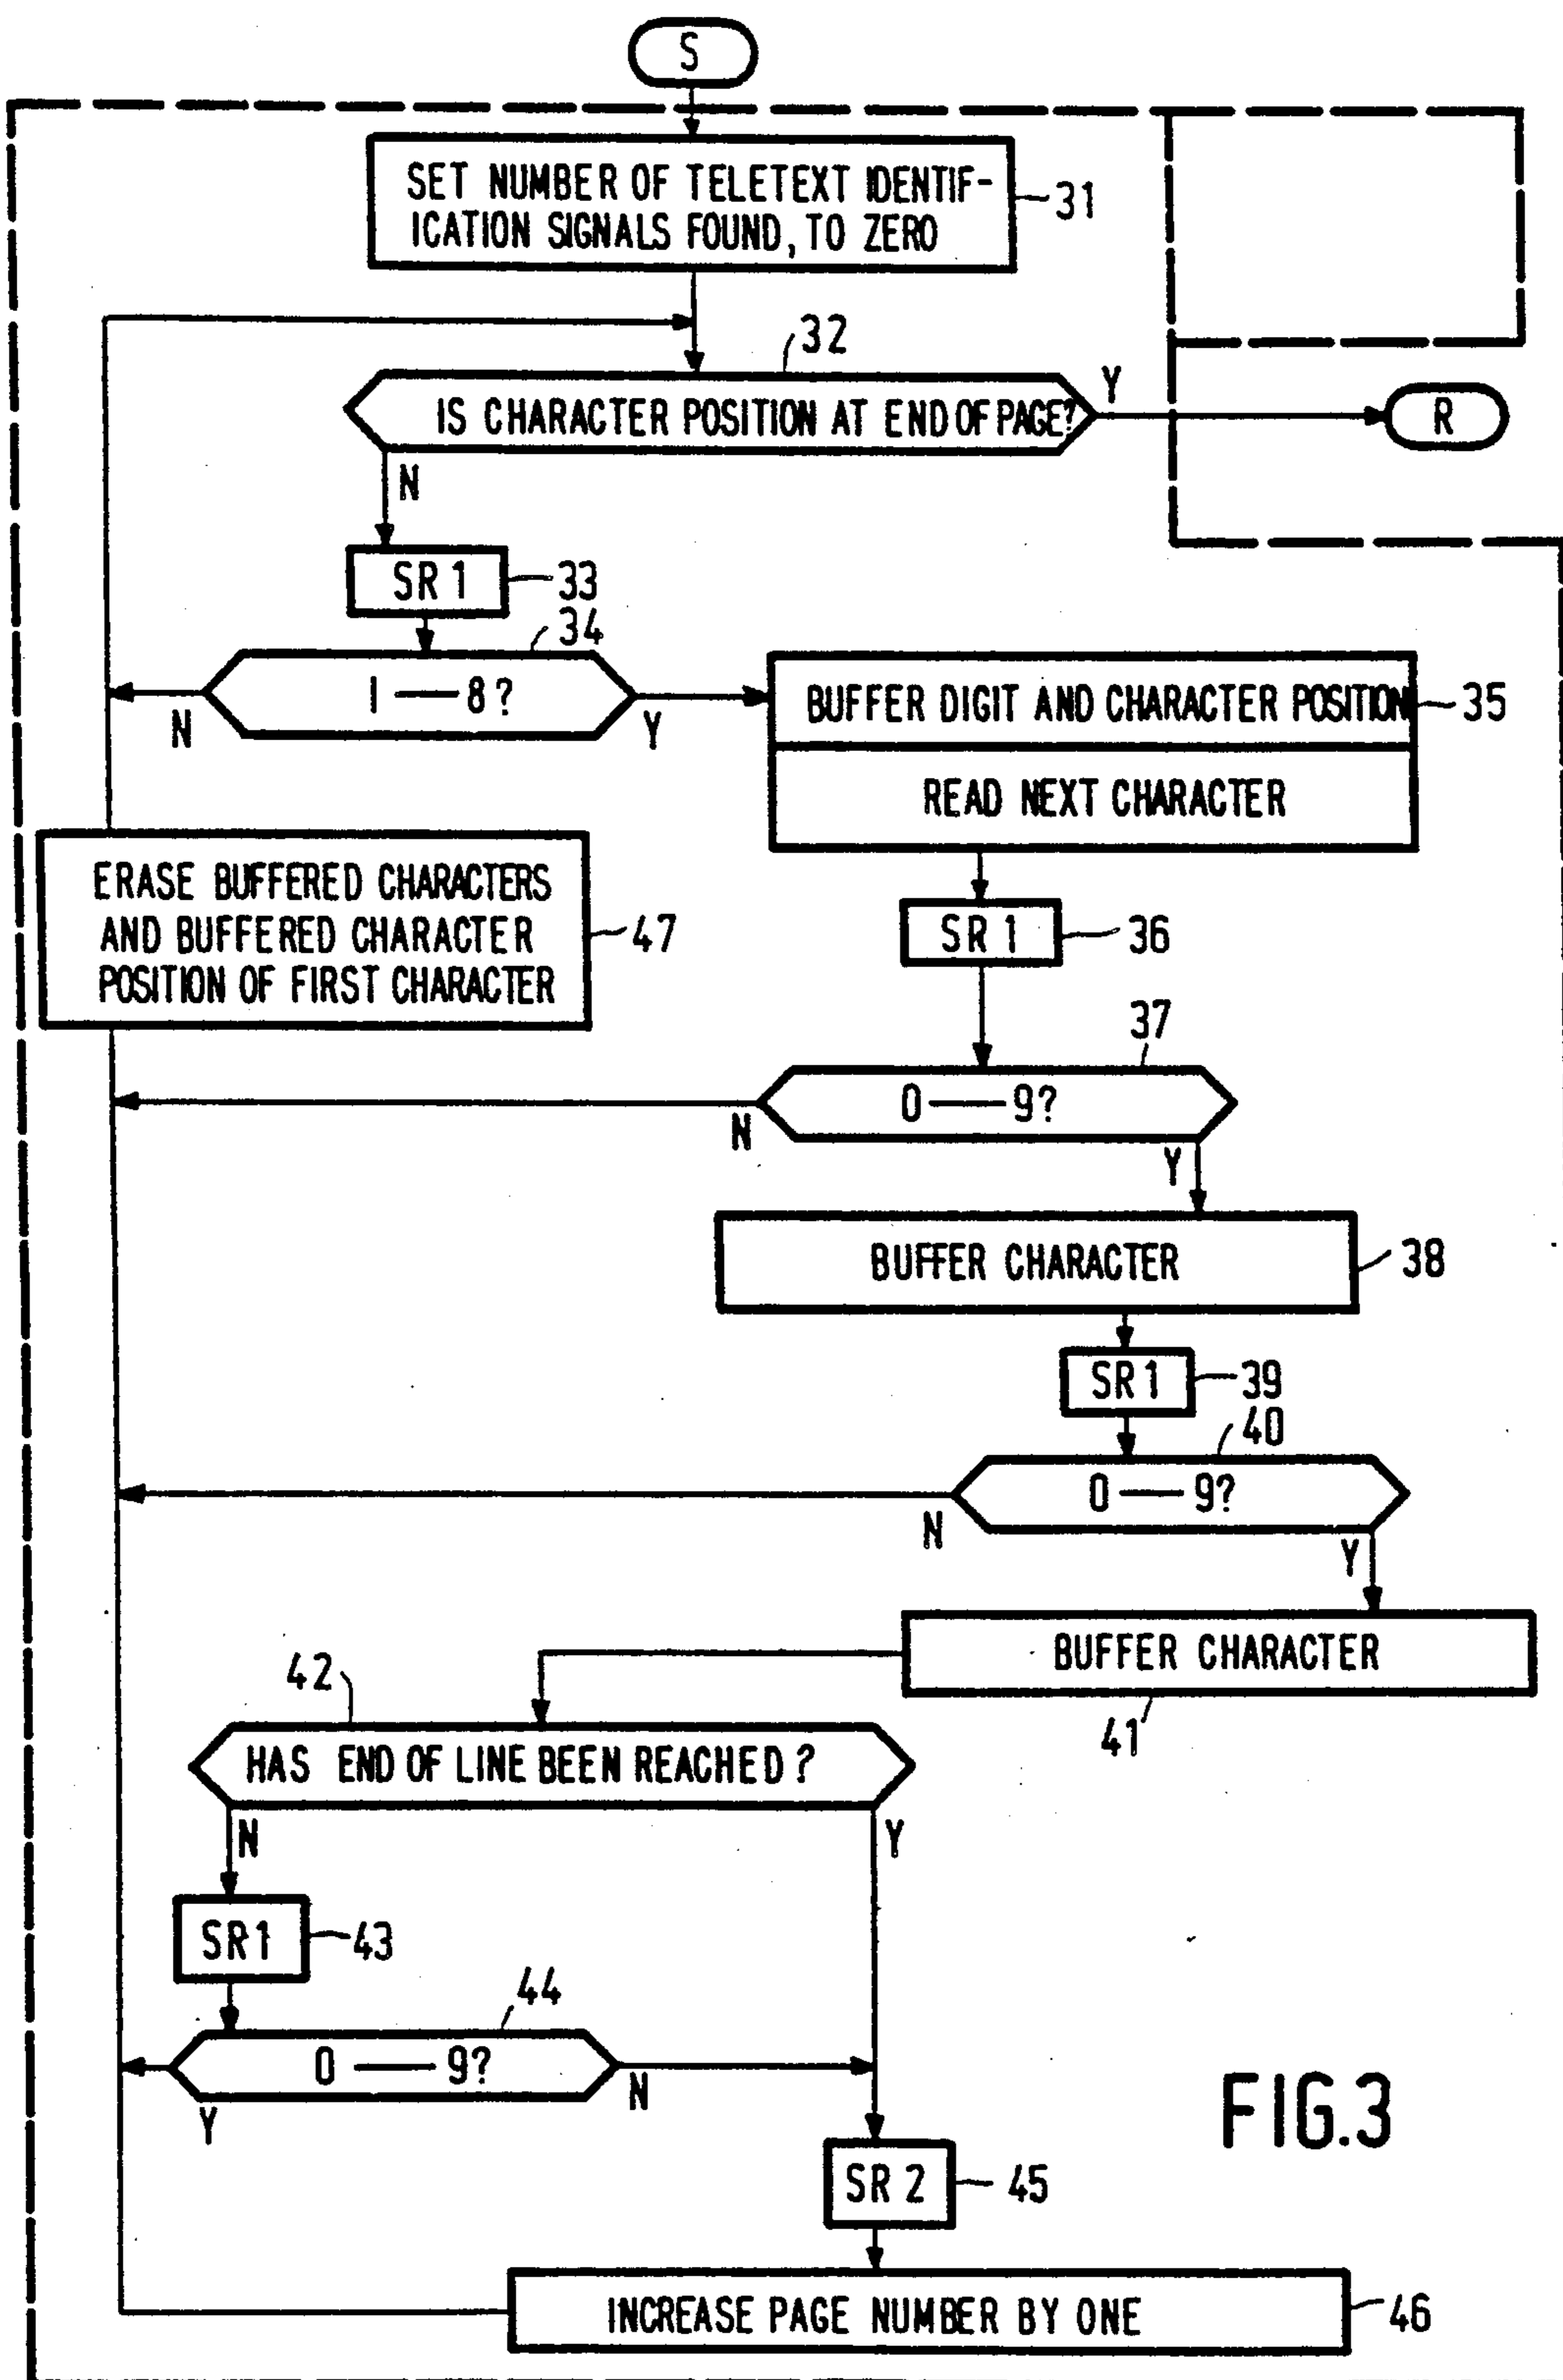 S
SET NUMBER OF TELETEXT IDENTIF-
ICATION SIGNALS FOUND, TO ZERO
31
32
IS CHARACTER POSITION AT END OF PAGE?
Y
R
N
SR 1
33
34
1 — 8?
N
Y
BUFFER DIGIT AND CHARACTER POSITION
35
READ NEXT CHARACTER
ERASE BUFFERED CHARACTERS
AND BUFFERED CHARACTER
POSITION OF FIRST CHARACTER
47
SR 1
36
37
0 — 9?
N
Y
BUFFER CHARACTER
38
SR 1
39
40
0 — 9?
N
Y
BUFFER CHARACTER
41
42
HAS END OF LINE BEEN REACHED?
N
Y
SR 1
43
44
0 — 9?
Y
N
SR 2
45
INCREASE PAGE NUMBER BY ONE
46
FIG.3